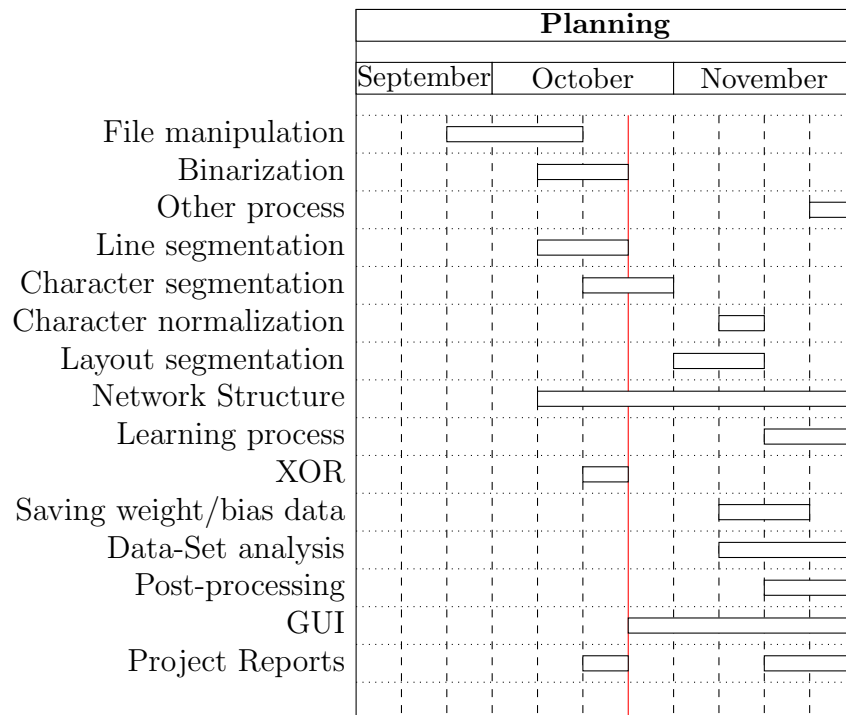 Planning
September October November
File manipulation
Binarization
Other process
Line segmentation
Character segmentation
Character normalization
Layout segmentation
Network Structure
Learning process
XOR
Saving weight/bias data
Data-Set analysis
Post-processing
GUI
Project Reports